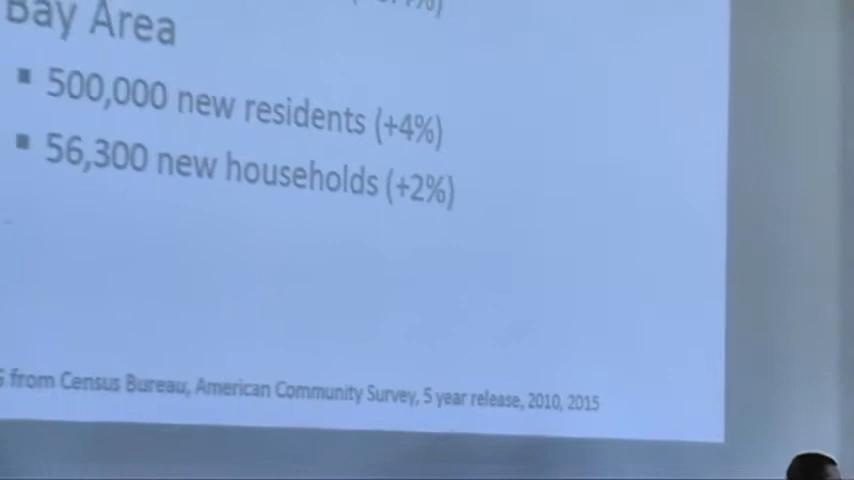 Bay Area
▪ 500,000 new residents (+4%)
▪ 56,300 new households (+2%)
from Census Bureau, American Community Survey, 5 year release, 2010, 2015